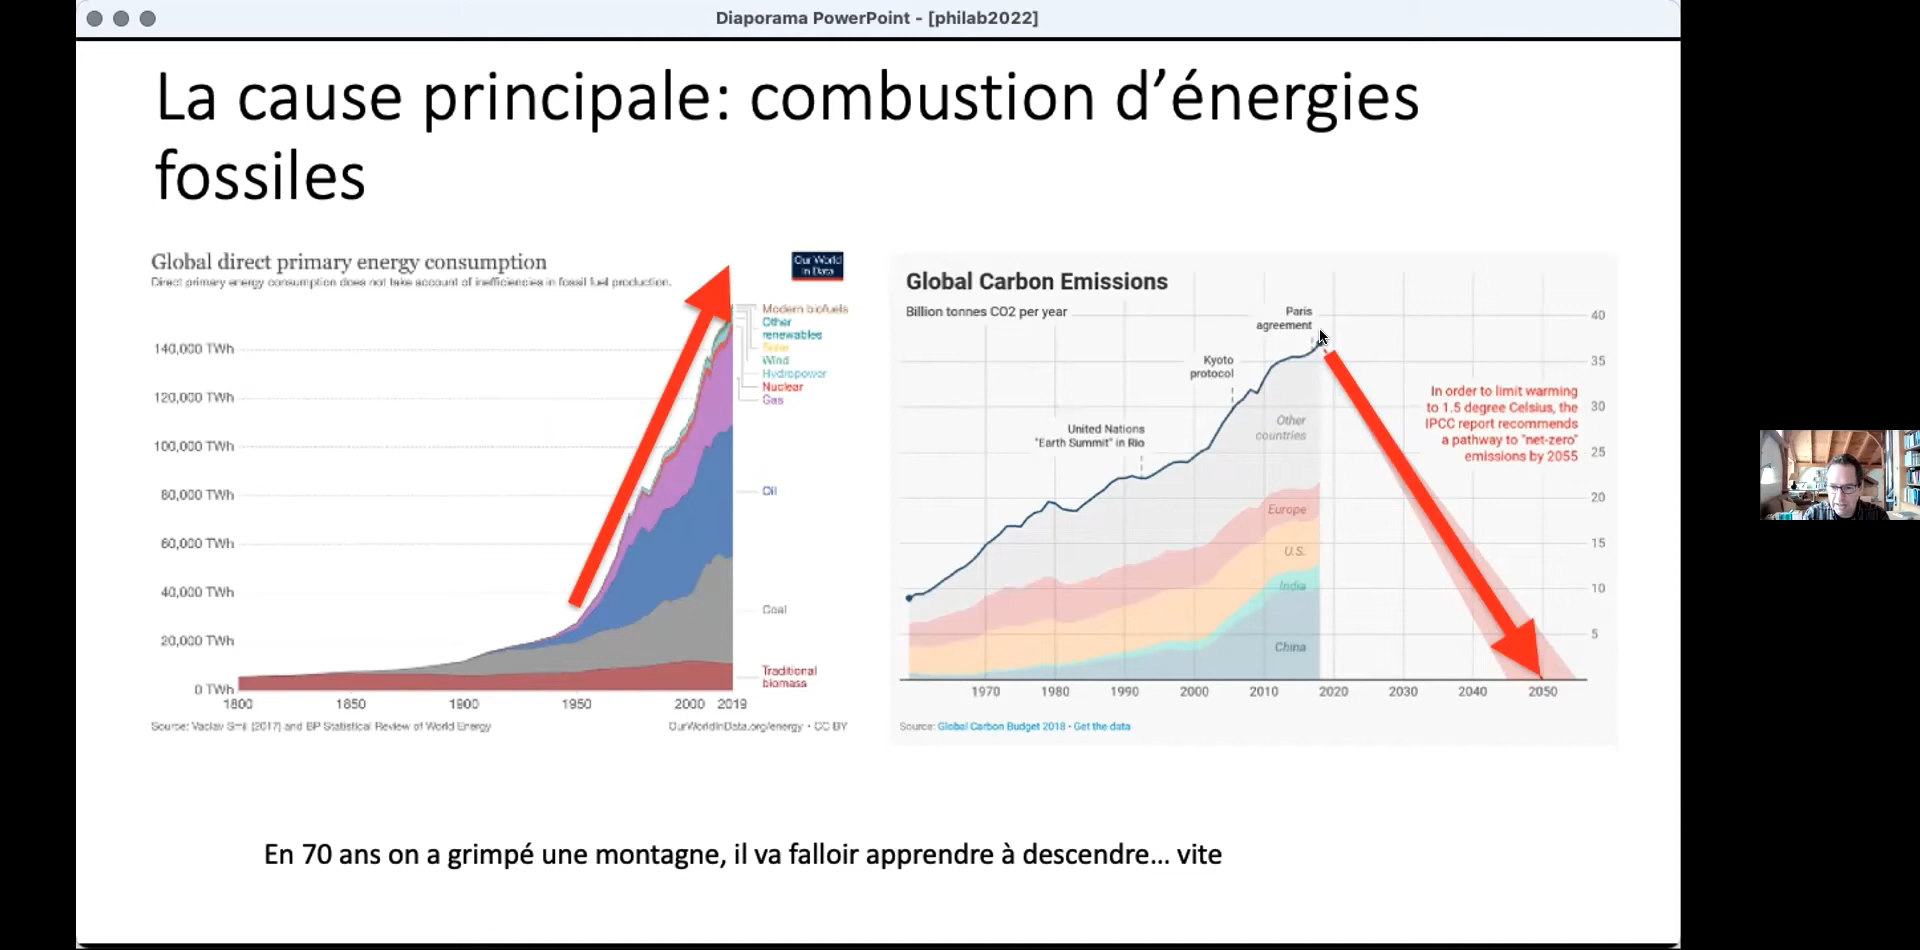 Diaporama PowerPoint - [philab2022]
La cause principale: combustion d’énergies
fossiles
Global direct primary energy consumption
Direct primary energy consumption does not take account of inefficiencies in fossil fuel production.
Our World
in Data
140,000 TWh
120,000 TWh
100,000 TWh
80,000 TWh
60,000 TWh
40,000 TWh
20,000 TWh
0 TWh
1800
1850
1900
1950
2000
2019
Modern biofuels
Other
renewables
Solar
Wind
Hydropower
Nuclear
Gas
Oil
Coal
Traditional
biomass
Source: Vaclav Smil (2017) and BP Statistical Review of World Energy
OurWorldInData.org/energy • CC BY
Global Carbon Emissions
Billion tonnes CO2 per year
Paris
agreement
Kyoto
protocol
United Nations
"Earth Summit" in Rio
Other
countries
Europe
U.S.
India
China
In order to limit warming
to 1.5 degree Celsius, the
IPCC report recommends
a pathway to "net-zero"
emissions by 2055
40
35
30
25
20
15
10
5
1970
1980
1990
2000
2010
2020
2030
2040
2050
Source: Global Carbon Budget 2018 • Get the data
En 70 ans on a grimpé une montagne, il va falloir apprendre à descendre... vite